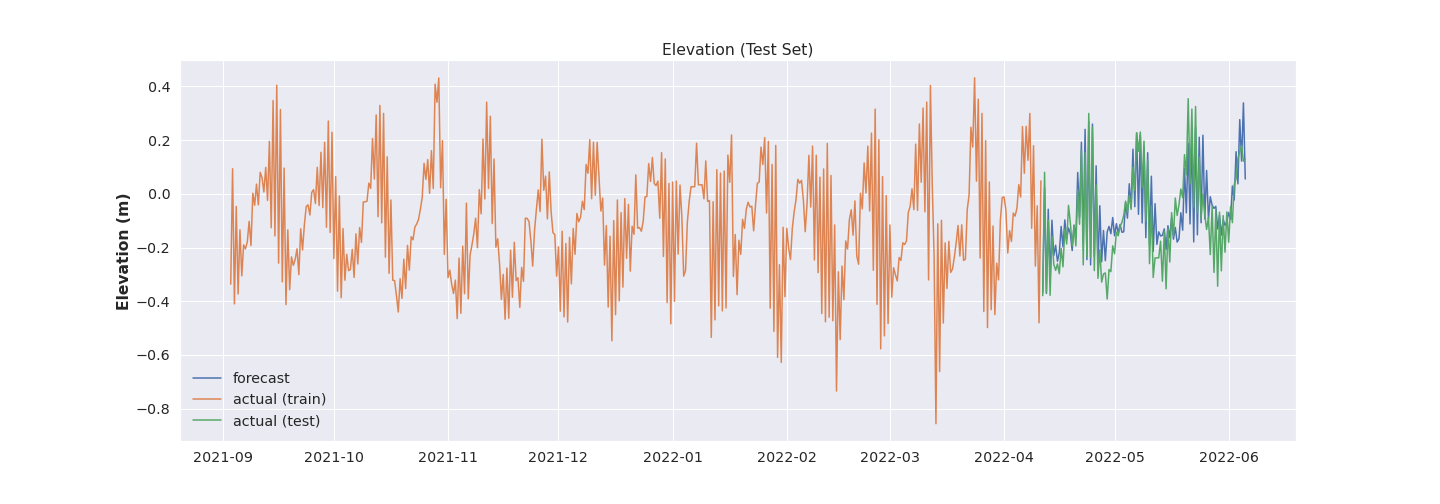 Elevation (Test Set)
Elevation (m)
0.4
0.2
0.0
−0.2
−0.4
−0.6
−0.8
forecast
actual (train)
actual (test)
2021-09 2021-10 2021-11 2021-12 2022-01 2022-02 2022-03 2022-04 2022-05 2022-06